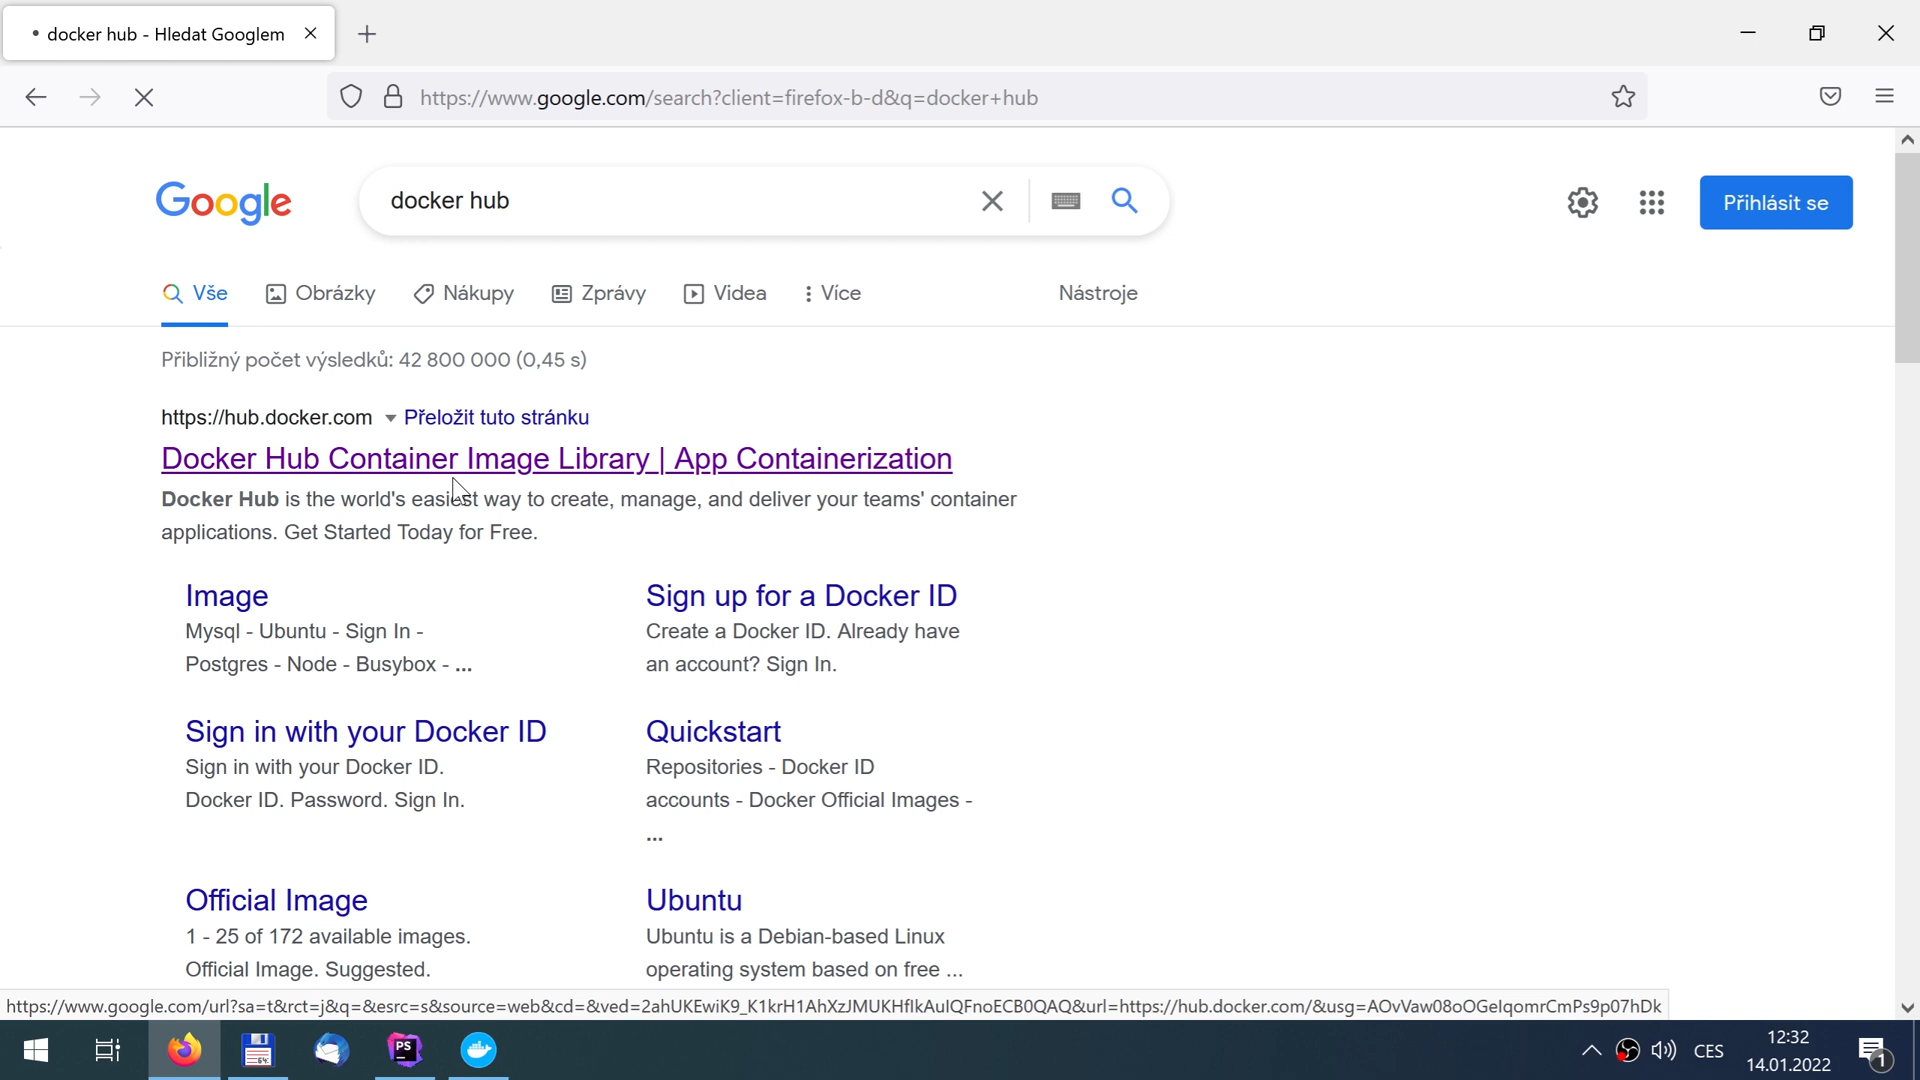 docker hub - Hledat Googlem
https://www.google.com/search?client=firefox-b-d&q=docker+hub
Google
docker hub
Přihlásit se
Vše
Obrázky
Nákupy
Zprávy
Videa
Více
Nástroje
Přibližný počet výsledků: 42 800 000 (0,45 s)
https://hub.docker.com Přeložit tuto stránku
Docker Hub Container Image Library | App Containerization
Docker Hub is the world's easiest way to create, manage, and deliver your teams' container
applications. Get Started Today for Free.
Image
Mysql - Ubuntu - Sign In -
Postgres - Node - Busybox - ...
Sign up for a Docker ID
Create a Docker ID. Already have
an account? Sign In.
Sign in with your Docker ID
Sign in with your Docker ID.
Docker ID. Password. Sign In.
Quickstart
Repositories - Docker ID
accounts - Docker Official Images -
...
Official Image
1 - 25 of 172 available images.
Official Image. Suggested.
Ubuntu
Ubuntu is a Debian-based Linux
operating system based on free ...
https://www.google.com/url?sa=t&rct=j&q=&esrc=s&source=web&cd=&ved=2ahUKEwiK9_K1krH1AhXzJMUKHflkAuIQFnoECB0QAQ&url=https://hub.docker.com/&usg=AOvVaw08oOGelqomrCmPs9p07hDk
64
PS
CES
12:32
14.01.2022
1